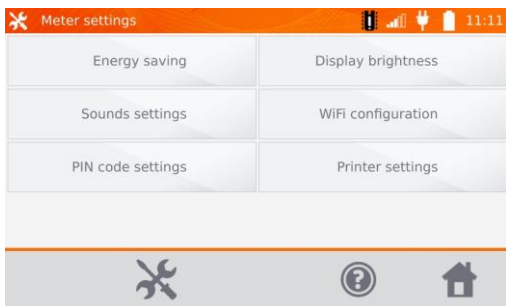 Meter settings 11:11
Energy saving Display brightness
Sounds settings WiFi configuration
PIN code settings Printer settings
?